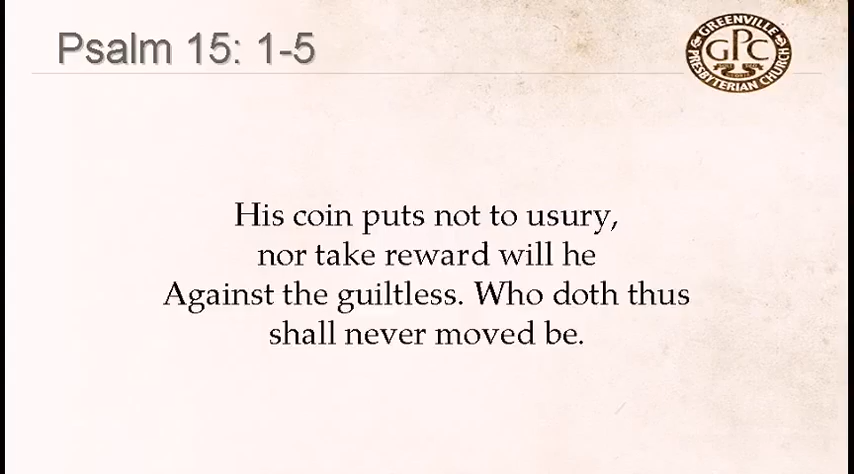 Psalm 15: 1-5
GREENVILLE
GPC
PRESBYTERIAN CHURCH
His coin puts not to usury,
nor take reward will he
Against the guiltless. Who doth thus
shall never moved be.